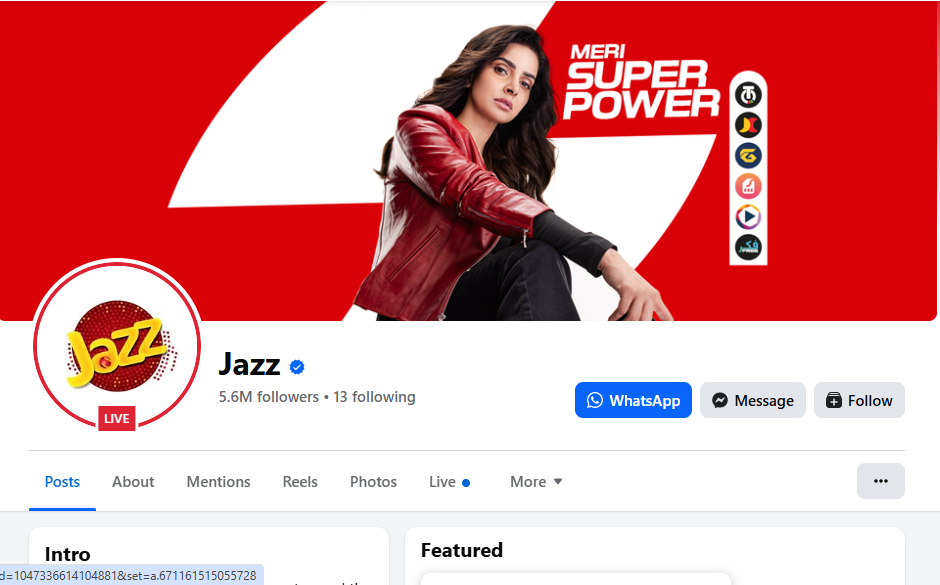 MERI
SUPER
POWER
Jazz
LIVE
Jazz
5.6M followers • 13 following
WhatsApp
Message
Follow
Posts
About
Mentions
Reels
Photos
Live
More
Intro
Featured
d=1047336614104881&set=a.671161515055728